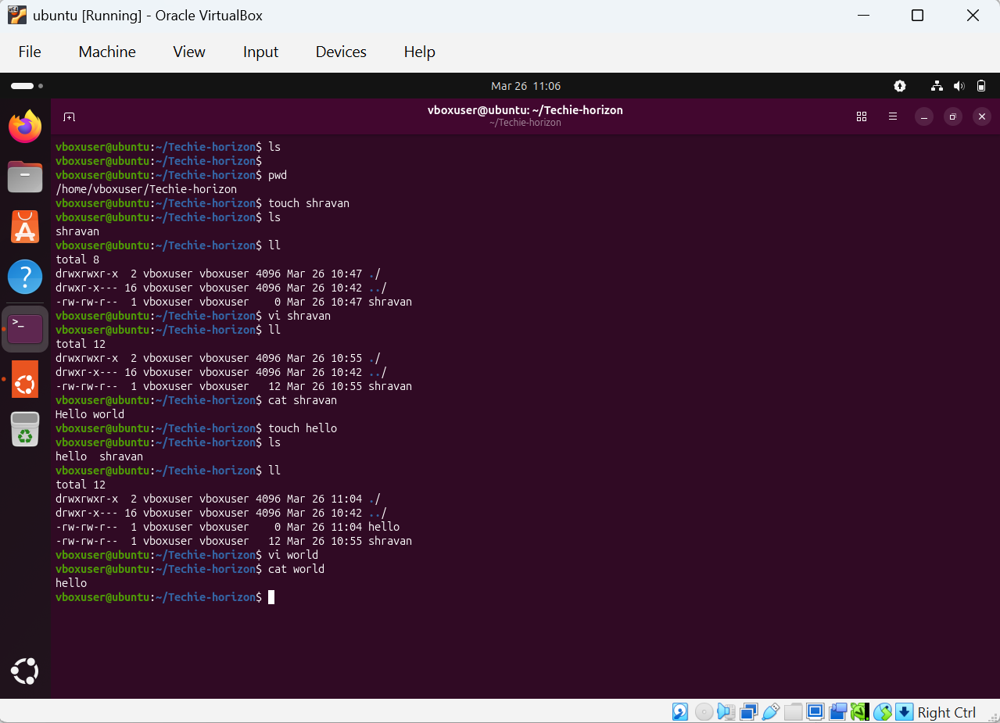 ubuntu [Running] - Oracle VirtualBox
File Machine View Input Devices Help
Mar 26 11:06
vboxuser@ubuntu: ~/Techie-horizon
~/Techie-horizon
vboxuser@ubuntu:~/Techie-horizon$ ls
vboxuser@ubuntu:~/Techie-horizon$
vboxuser@ubuntu:~/Techie-horizon$ pwd
/home/vboxuser/Techie-horizon
vboxuser@ubuntu:~/Techie-horizon$ touch shravan
vboxuser@ubuntu:~/Techie-horizon$ ls
shravan
vboxuser@ubuntu:~/Techie-horizon$ ll
total 8
drwxrwxr-x  2 vboxuser vboxuser 4096 Mar 26 10:47 ./
drwxr-x--- 16 vboxuser vboxuser 4096 Mar 26 10:42 ../
-rw-rw-r--  1 vboxuser vboxuser    0 Mar 26 10:47 shravan
vboxuser@ubuntu:~/Techie-horizon$ vi shravan
vboxuser@ubuntu:~/Techie-horizon$ ll
total 12
drwxrwxr-x  2 vboxuser vboxuser 4096 Mar 26 10:55 ./
drwxr-x--- 16 vboxuser vboxuser 4096 Mar 26 10:42 ../
-rw-rw-r--  1 vboxuser vboxuser   12 Mar 26 10:55 shravan
vboxuser@ubuntu:~/Techie-horizon$ cat shravan
Hello world
vboxuser@ubuntu:~/Techie-horizon$ touch hello
vboxuser@ubuntu:~/Techie-horizon$ ls
hello  shravan
vboxuser@ubuntu:~/Techie-horizon$ ll
total 12
drwxrwxr-x  2 vboxuser vboxuser 4096 Mar 26 11:04 ./
drwxr-x--- 16 vboxuser vboxuser 4096 Mar 26 10:42 ../
-rw-rw-r--  1 vboxuser vboxuser    0 Mar 26 11:04 hello
-rw-rw-r--  1 vboxuser vboxuser   12 Mar 26 10:55 shravan
vboxuser@ubuntu:~/Techie-horizon$ vi world
vboxuser@ubuntu:~/Techie-horizon$ cat world
hello
vboxuser@ubuntu:~/Techie-horizon$
Right Ctrl